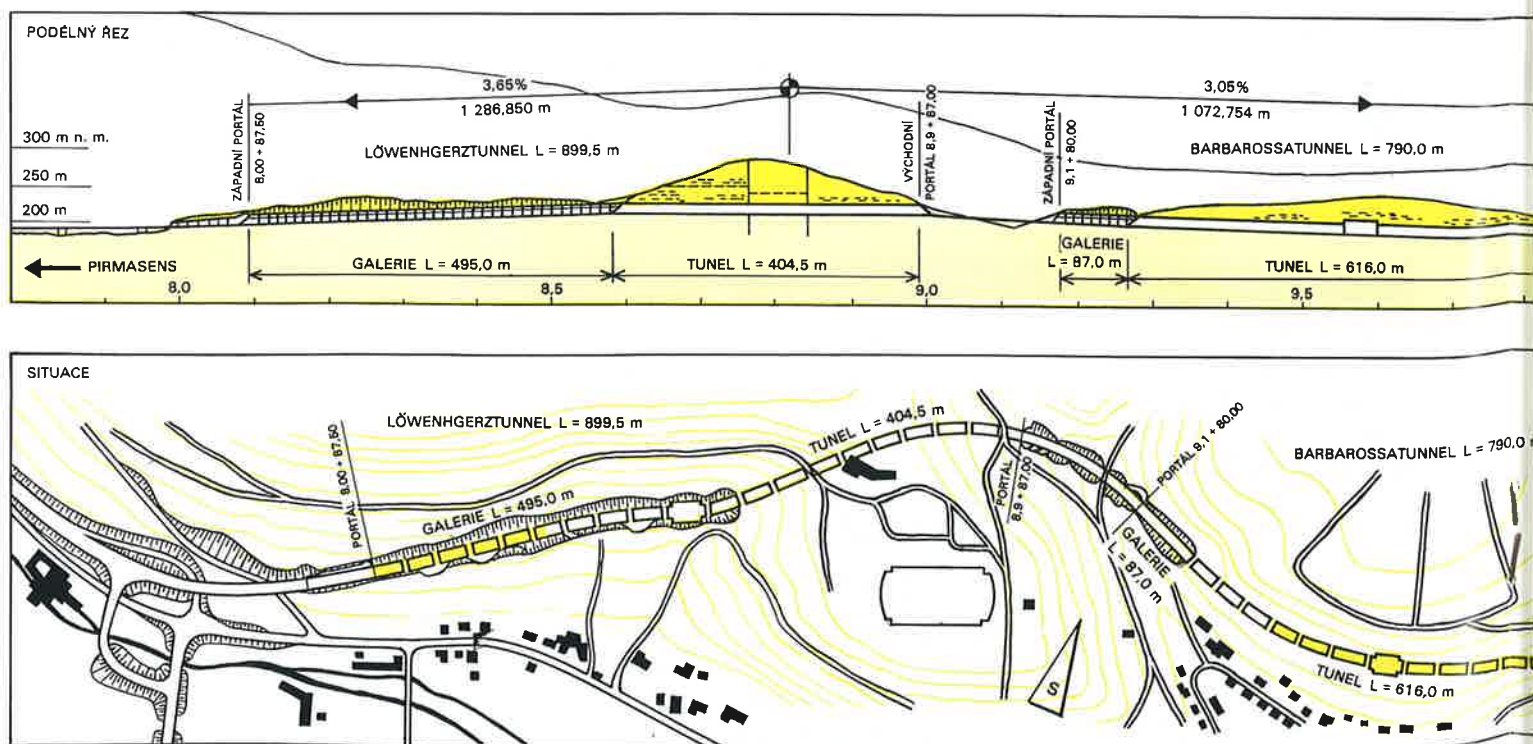 PODÉLNÝ ŘEZ
3,65%
1 286,850 m
3,05%
1 072,754 m
ZÁPADNÍ PORTÁL
8,00 + 87,50
VÝCHODNÍ
PORTÁL 8,9 + 87,00
ZÁPADNÍ PORTÁL
9,1 + 80,00
300 m n. m.
250 m
200 m
LÖWENHGERZTUNNEL L = 899,5 m
BARBAROSSATUNNEL L = 790,0 m
PIRMASENS
GALERIE L = 495,0 m
TUNEL L = 404,5 m
GALERIE
L = 87,0 m
TUNEL L = 616,0 m
8,0
8,5
9,0
9,5
SITUACE
LÖWENHGERZTUNNEL L = 899,5 m
PORTÁL 8,00 + 87,50
GALERIE L = 495,0 m
TUNEL L = 404,5 m
PORTÁL
8,9 + 87,00
PORTÁL 9,1 + 80,00
BARBAROSSATUNNEL L = 790,0 m
GALERIE
L = 87,0 m
S
TUNEL L = 616,0 m